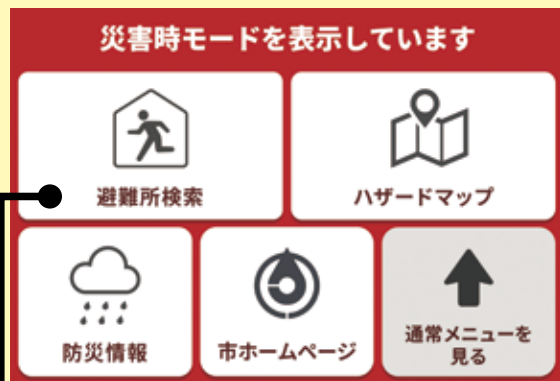 災害時モードを表示しています
避難所検索
ハザードマップ
防災情報
市ホームページ
通常メニューを
見る